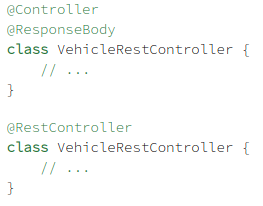 @Controller
@ResponseBody
class VehicleRestController {
    // ...
}

@RestController
class VehicleRestController {
    // ...
}